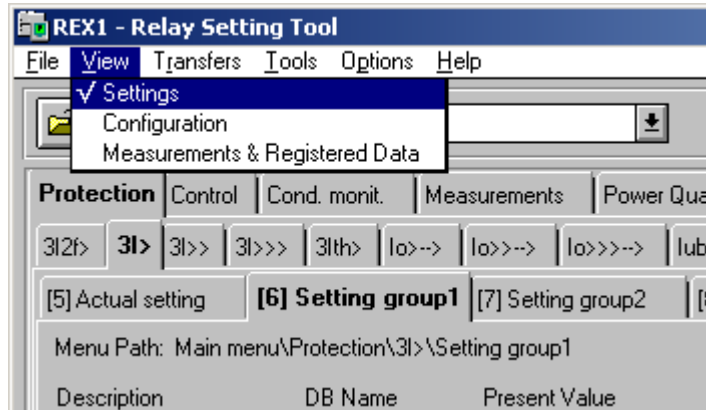 REX1 - Relay Setting Tool
File View Transfers Tools Options Help
√ Settings
Configuration
Measurements & Registered Data
Protection Control Cond. monit. Measurements Power Qua
3I2f> 3I> 3I>> 3I>>> 3Ith> Io>--> Io>>--> Io>>>--> Iub
[5] Actual setting [6] Setting group1 [7] Setting group2 [8
Menu Path: Main menu\Protection\3I>\Setting group1
Description DB Name Present Value